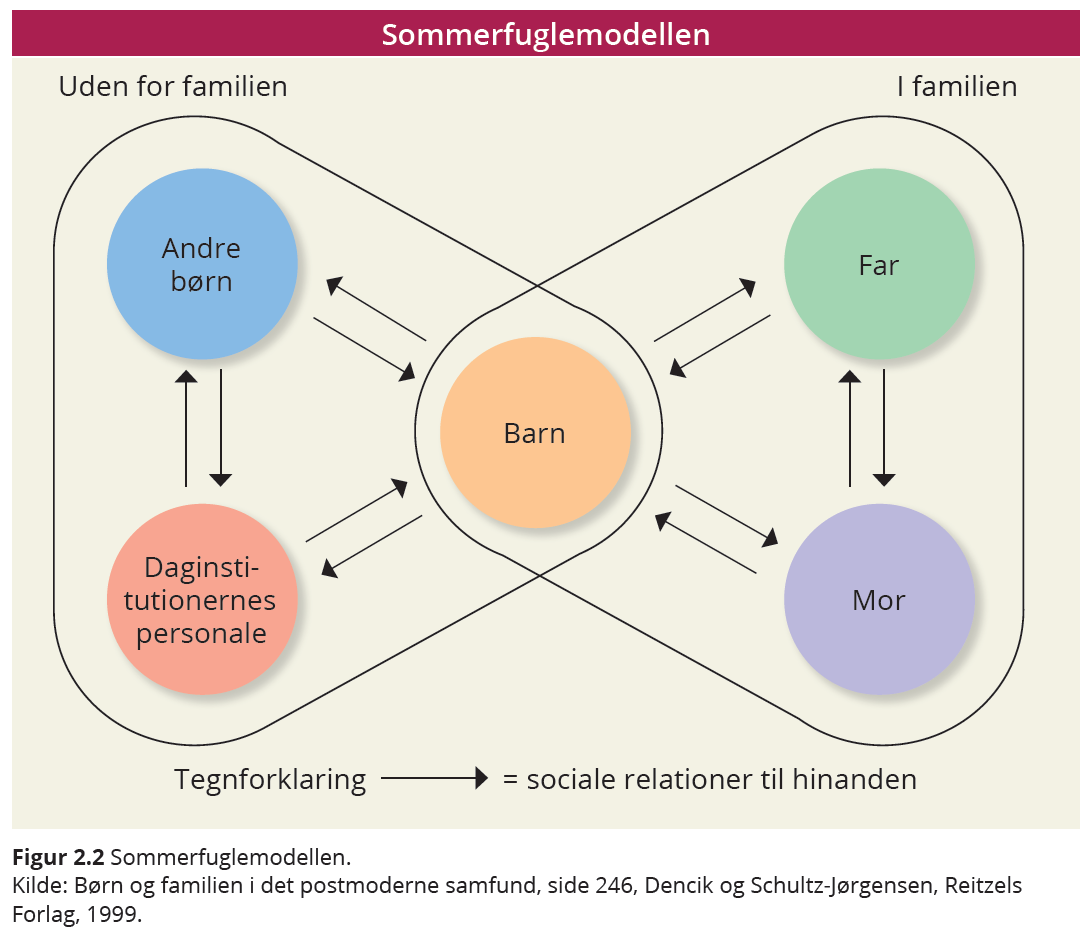 Sommerfuglemodellen
Uden for familien
I familien
Andre
børn
Far
Barn
Daginsti-
tutionernes
personale
Mor
Tegnforklaring = sociale relationer til hinanden
Figur 2.2 Sommerfuglemodellen.
Kilde: Børn og familien i det postmoderne samfund, side 246, Dencik og Schultz-Jørgensen, Reitzels
Forlag, 1999.